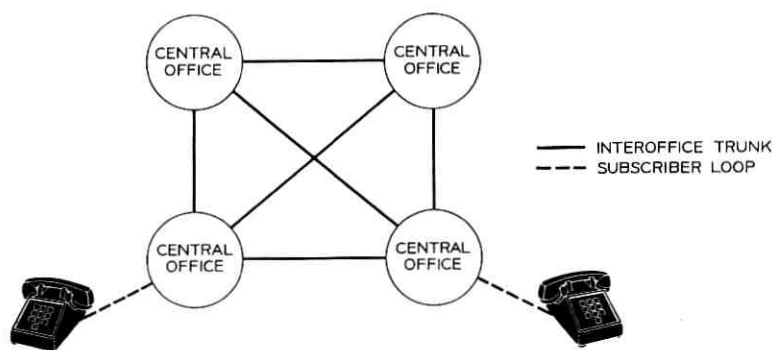 CENTRAL
OFFICE
CENTRAL
OFFICE
INTEROFFICE TRUNK
SUBSCRIBER LOOP
CENTRAL
OFFICE
CENTRAL
OFFICE